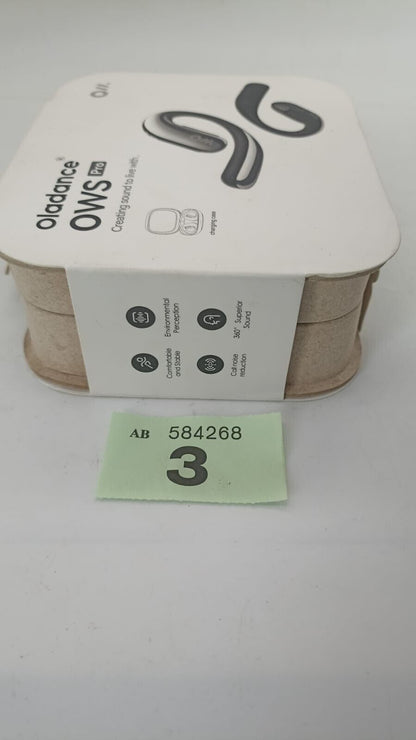 Oladance®
OWS Pro
Creating sound to live with.
charging case
Environmental
Perception
360° Superior
Sound
Comfortable
and Stable
Call noise
reduction
AB 584268
3